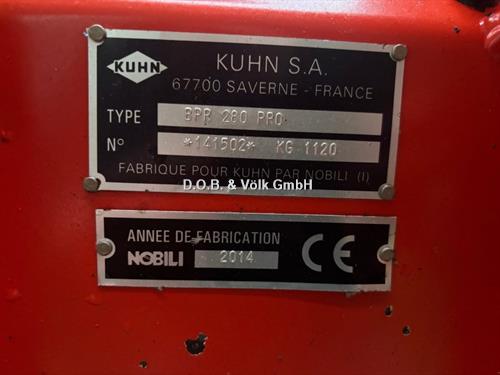 KUHN
KUHN S.A.
67700 SAVERNE - FRANCE
TYPE BPR 280 PRO
N° *141502* KG 1120
FABRIQUE POUR KUHN PAR NOBILI (I)
D.O.B. & Völk GmbH
ANNEE DE FABRICATION
NOBILI 2014 CE